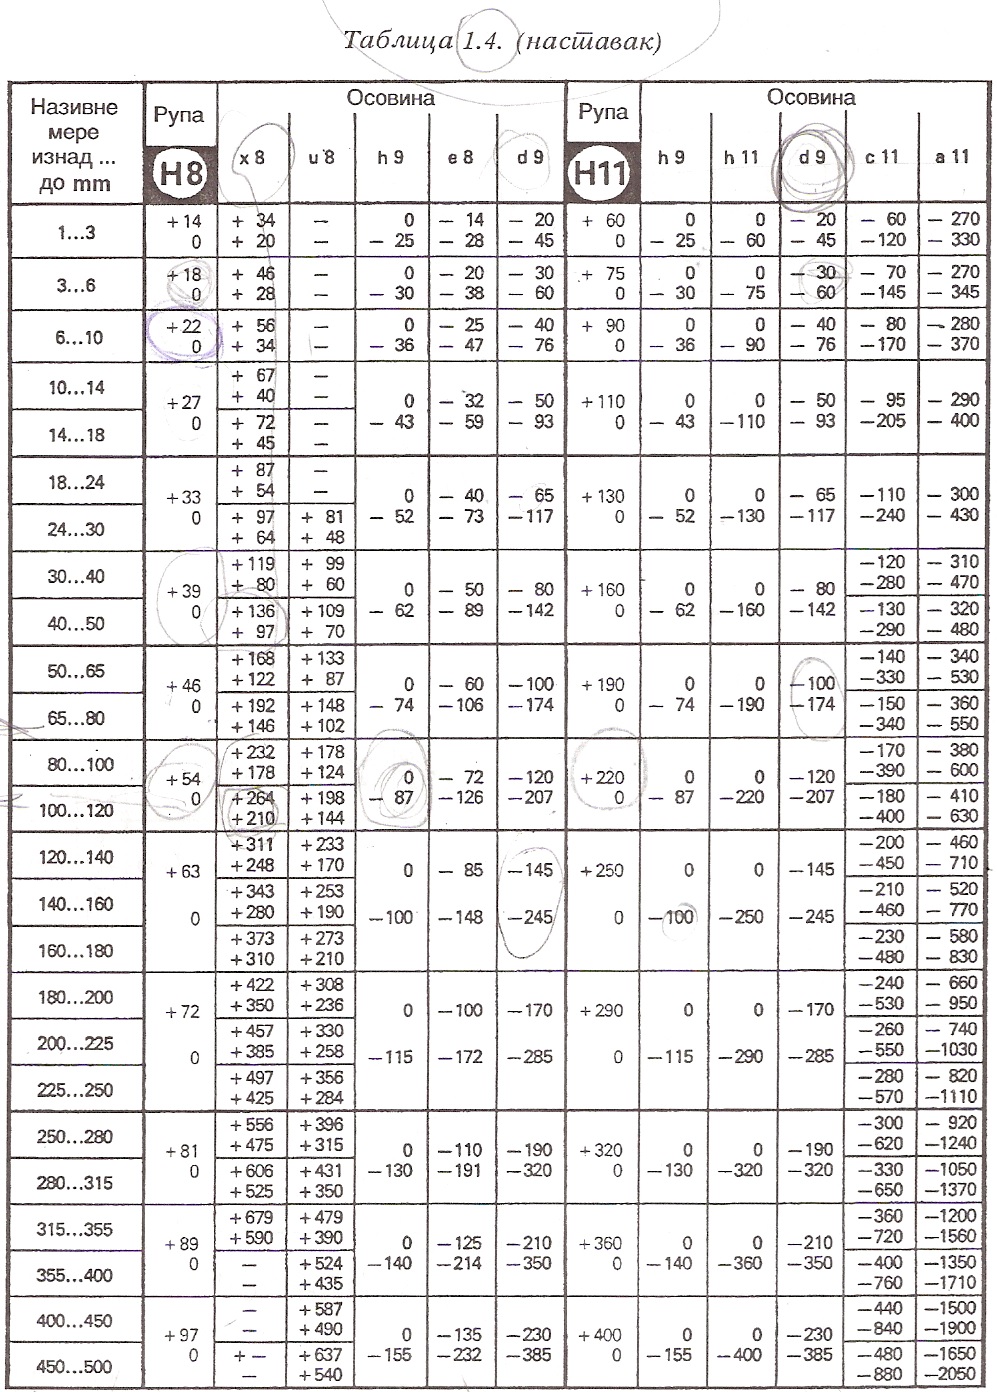 Таблица 1.4. (наставак)
Називне мере изнад ... до mm | Рупа H8 | Осовина x 8 | u 8 | h 9 | e 8 | d 9 | Рупа H11 | Осовина h 9 | h 11 | d 9 | c 11 | a 11
1...3 | +14 | + 34 | — | 0 | — 14 | — 20 | + 60 | 0 | 0 | — 20 | — 60 | — 270
0 | + 20 | — | — 25 | — 28 | — 45 | 0 | — 25 | — 60 | — 45 | —120 | — 330
3...6 | +18 | + 46 | — | 0 | — 20 | — 30 | + 75 | 0 | 0 | — 30 | — 70 | — 270
0 | + 28 | — | — 30 | — 38 | — 60 | 0 | — 30 | — 75 | — 60 | —145 | — 345
6...10 | +22 | + 56 | — | 0 | — 25 | — 40 | + 90 | 0 | 0 | — 40 | — 80 | — 280
0 | + 34 | — | — 36 | — 47 | — 76 | 0 | — 36 | — 90 | — 76 | —170 | — 370
10...14 | + 67 | —
+ 40 | —
+27 | 0 | — 32 | — 50 | +110 | 0 | 0 | — 50 | — 95 | — 290
0 | — 43 | — 59 | — 93 | 0 | — 43 | —110 | — 93 | —205 | — 400
14...18 | + 72 | —
+ 45 | —
18...24 | + 87 | —
+ 54 | —
+33 | 0 | — 40 | — 65 | +130 | 0 | 0 | — 65 | —110 | — 300
0 | — 52 | — 73 | —117 | 0 | — 52 | —130 | —117 | —240 | — 430
24...30 | + 97 | + 81
+ 64 | + 48
30...40 | +119 | + 99 | —120 | — 310
+ 80 | + 60 | —280 | — 470
+39 | 0 | — 50 | — 80 | +160 | 0 | 0 | — 80
0 | — 62 | — 89 | —142 | 0 | — 62 | —160 | —142
40...50 | +136 | +109 | —130 | — 320
+ 97 | + 70 | —290 | — 480
50...65 | +168 | +133 | —140 | — 340
+122 | + 87 | —330 | — 530
+ 46 | 0 | — 60 | —100 | +190 | 0 | 0 | —100
0 | — 74 | —106 | —174 | 0 | — 74 | —190 | —174
65...80 | +192 | +148 | —150 | — 360
+146 | +102 | —340 | — 550
80...100 | +232 | +178 | —170 | — 380
+178 | +124 | —390 | — 600
+54 | 0 | — 72 | —120 | +220 | 0 | 0 | —120
0 | — 87 | —126 | —207 | 0 | — 87 | —220 | —207
100...120 | +264 | +198 | —180 | — 410
+210 | +144 | —400 | — 630
120...140 | +311 | +233 | —200 | — 460
+248 | +170 | —450 | — 710
+ 63 | 0 | — 85 | —145 | +250 | 0 | 0 | —145
140...160 | +343 | +253 | —210 | — 520
+280 | +190 | —460 | — 770
0 | —100 | —148 | —245 | 0 | —100 | —250 | —245
160...180 | +373 | +273 | —230 | — 580
+310 | +210 | —480 | — 830
180...200 | +422 | +308 | —240 | — 660
+350 | +236 | —530 | — 950
+ 72 | 0 | —100 | —170 | +290 | 0 | 0 | —170
200...225 | +457 | +330 | —260 | — 740
+385 | +258 | —550 | —1030
0 | —115 | —172 | —285 | 0 | —115 | —290 | —285
225...250 | +497 | +356 | —280 | — 820
+425 | +284 | —570 | —1110
250...280 | +556 | +396 | —300 | — 920
+475 | +315 | —620 | —1240
+ 81 | 0 | —110 | —190 | +320 | 0 | 0 | —190
0 | —130 | —191 | —320 | 0 | —130 | —320 | —320
280...315 | +606 | +431 | —330 | —1050
+525 | +350 | —650 | —1370
315...355 | +679 | +479 | —360 | —1200
+590 | +390 | —720 | —1560
+ 89 | 0 | —125 | —210 | +360 | 0 | 0 | —210
0 | —140 | —214 | —350 | 0 | —140 | —360 | —350
355...400 | — | +524 | —400 | —1350
— | +435 | —760 | —1710
400...450 | — | +587 | —440 | —1500
— | +490 | —840 | —1900
+97 | 0 | —135 | —230 | +400 | 0 | 0 | —230
0 | —155 | —232 | —385 | 0 | —155 | —400 | —385
450...500 | + — | +637 | —480 | —1650
— | +540 | —880 | —2050